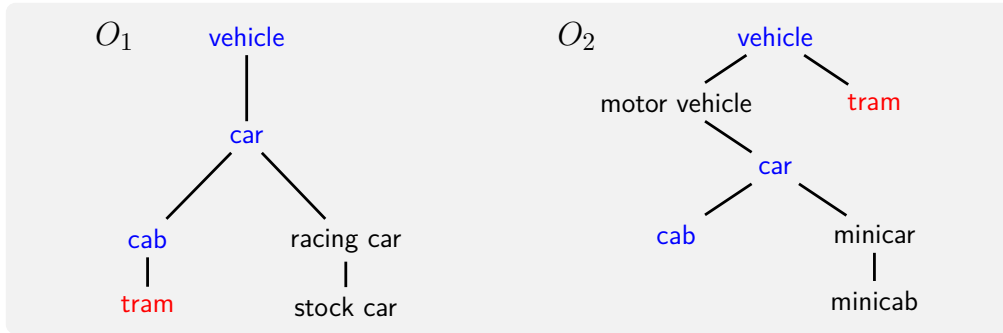 O1 vehicle
car
cab racing car
tram stock car
O2 vehicle
motor vehicle tram
car
cab minicar
minicab